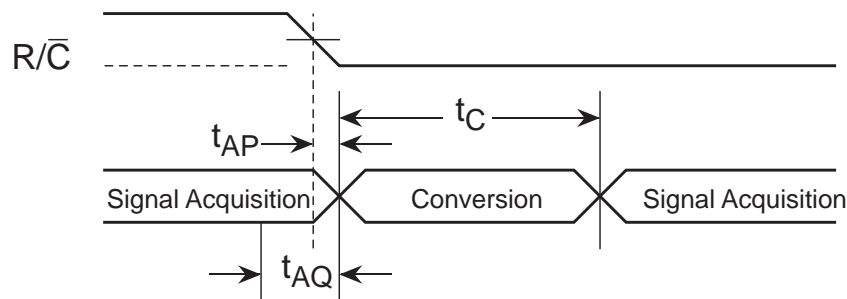 R/C̅
tC
tAP
Signal Acquisition
Conversion
Signal Acquisition
tAQ